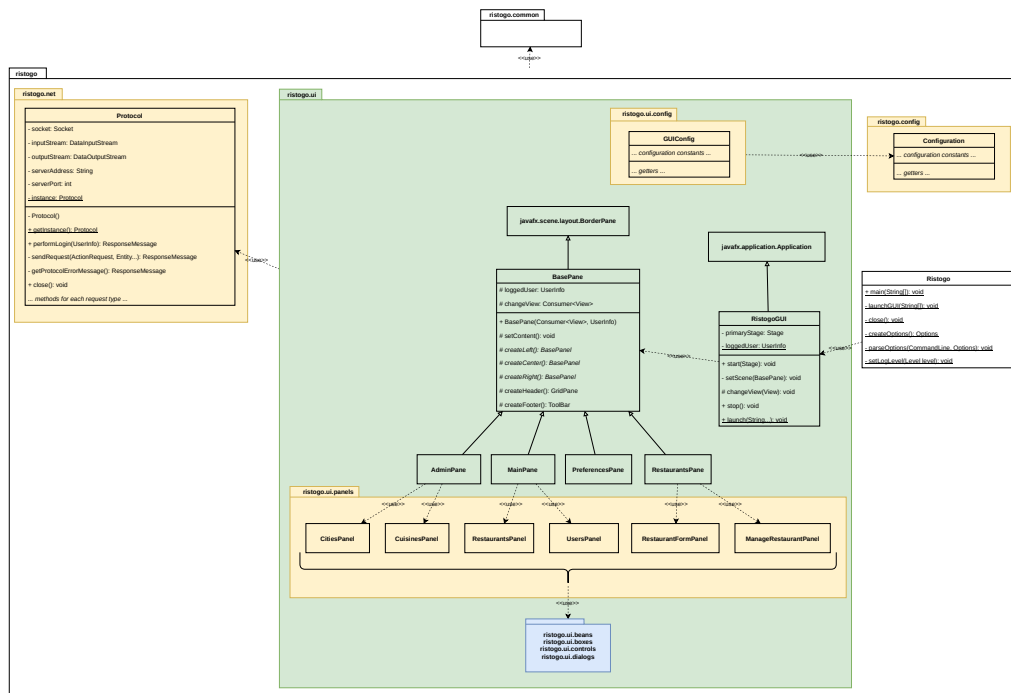 ristogo.common
<<use>>
ristogo
ristogo.net
Protocol
- socket: Socket
- inputStream: DataInputStream
- outputStream: DataOutputStream
- serverAddress: String
- serverPort: int
- instance: Protocol
- Protocol()
+ getInstance(): Protocol
+ performLogin(UserInfo): ResponseMessage
- sendRequest(ActionRequest, Entity...): ResponseMessage
- getProtocolErrorMessage(): ResponseMessage
+ close(): void
... methods for each request type ...
<<use>>
ristogo.ui
ristogo.ui.config
GUIConfig
... configuration constants ...
... getters ...
<<use>>
ristogo.config
Configuration
... configuration constants ...
... getters ...
javafx.scene.layout.BorderPane
javafx.application.Application
BasePane
# loggedUser: UserInfo
# changeView: Consumer<View>
+ BasePane(Consumer<View>, UserInfo)
# setContent(): void
# createLeft(): BasePanel
# createCenter(): BasePanel
# createRight(): BasePanel
# createHeader(): GridPane
# createFooter(): ToolBar
<<use>>
RistogoGUI
- primaryStage: Stage
- loggedUser: UserInfo
+ start(Stage): void
- setScene(BasePane): void
# changeView(View): void
+ stop(): void
+ launch(String...): void
<<use>>
Ristogo
+ main(String[]): void
- launchGUI(String[]): void
- close(): void
- createOptions(): Options
- parseOptions(CommandLine, Options): void
- setLogLevel(Level level): void
AdminPane
MainPane
PreferencesPane
RestaurantsPane
ristogo.ui.panels
<<use>>
<<use>>
<<use>>
<<use>>
<<use>>
<<use>>
CitiesPanel
CuisinesPanel
RestaurantsPanel
UsersPanel
RestaurantFormPanel
ManageRestaurantPanel
<<use>>
ristogo.ui.beans
ristogo.ui.boxes
ristogo.ui.controls
ristogo.ui.dialogs